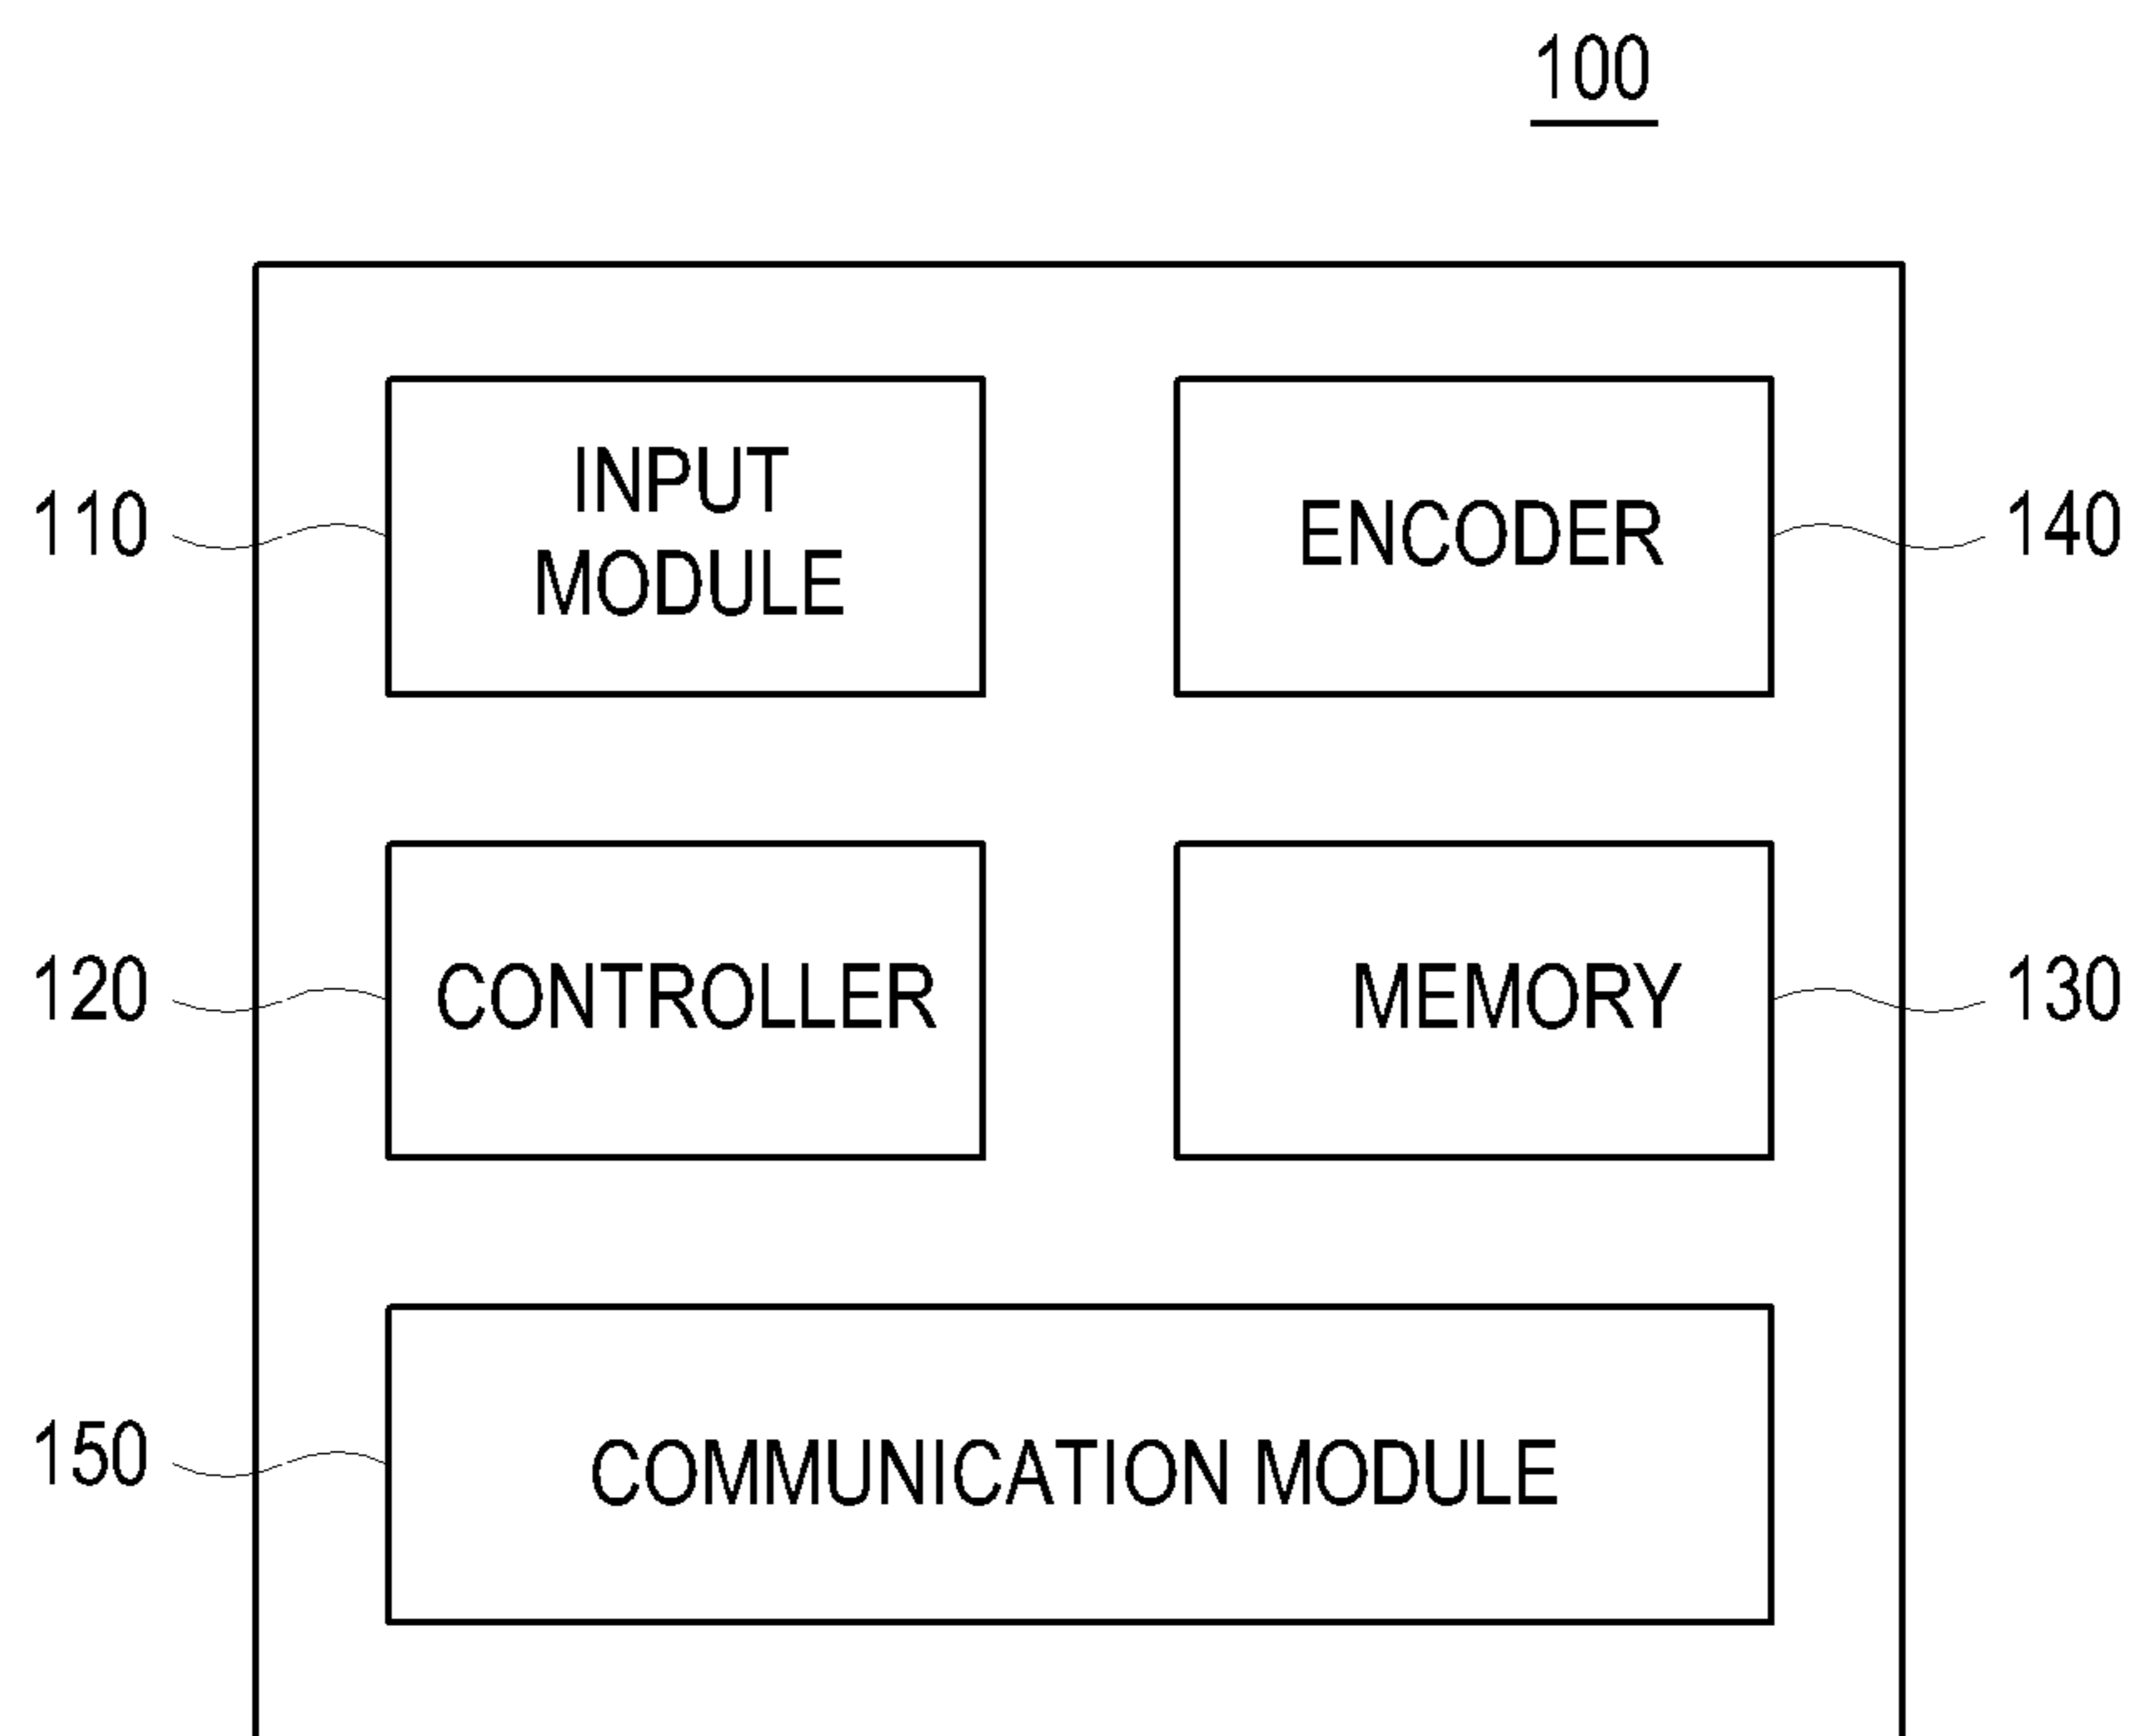 100
INPUT
MODULE
110
ENCODER
140
120
CONTROLLER
MEMORY
130
150
COMMUNICATION MODULE